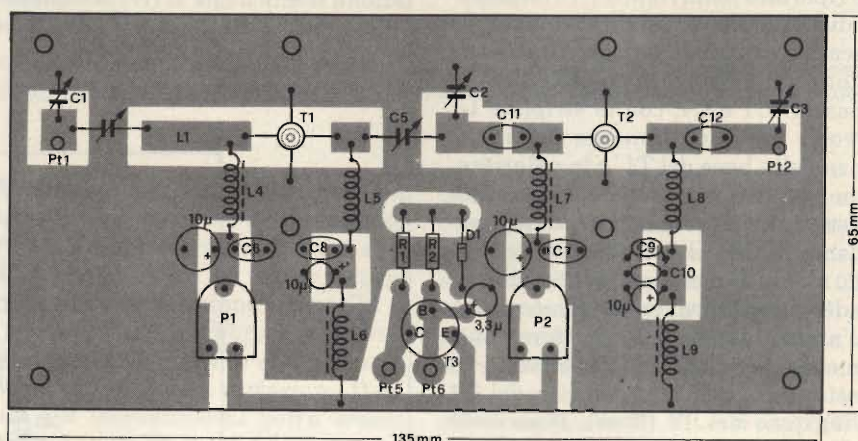 C1
C2
C3
T1
C5
C11
T2
C12
L1
Pt1
Pt2
L4
L5
L7
L8
10µ
C6
C8
10µ
+
R1
R2
D1
10µ
C7
C9
C10
10µ
+
P1
L6
B
C
E
T3
3,3µ
P2
L9
Pt5
Pt6
65mm
135mm